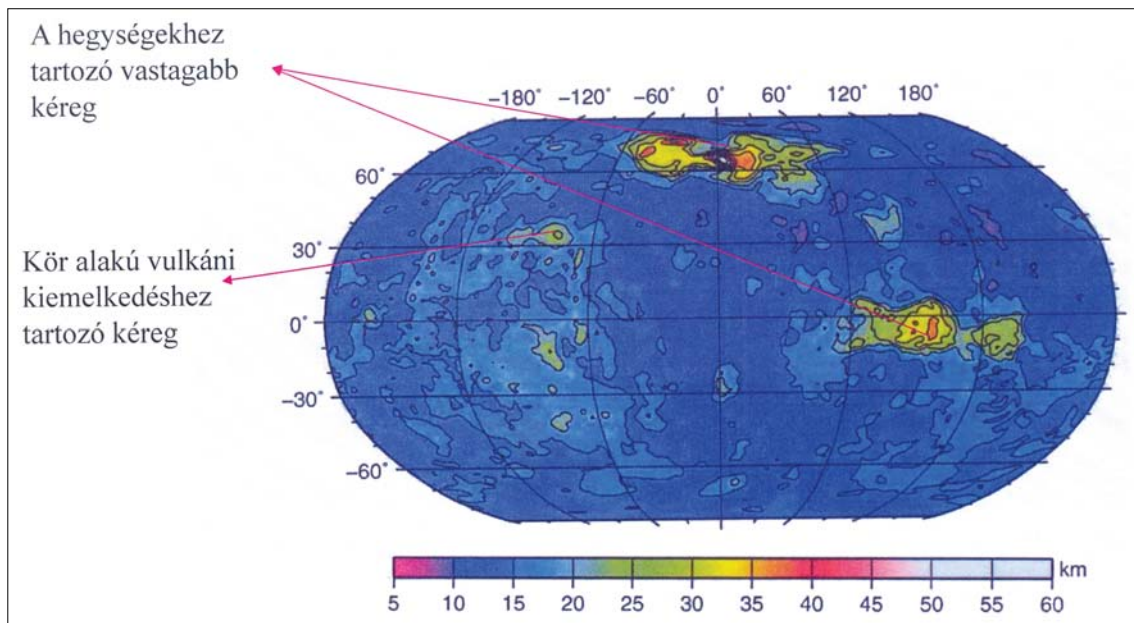 A hegységekhez
tartozó vastagabb
kéreg
−180° −120° −60° 0° 60° 120° 180°
60°
30°
0°
−30°
−60°
Kör alakú vulkáni
kiemelkedéshez
tartozó kéreg
km
5 10 15 20 25 30 35 40 45 50 55 60